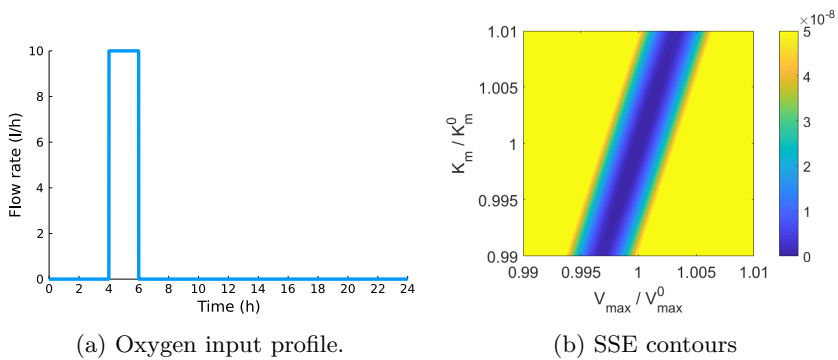 Flow rate (l/h)
10
8
6
4
2
0
0 2 4 6 8 10 12 14 16 18 20 22 24
Time (h)
(a) Oxygen input profile.
K_m / K_m^0
1.01
1.005
1
0.995
0.99
0.99 0.995 1 1.005 1.01
V_max / V_max^0
×10^-8
5
4
3
2
1
0
(b) SSE contours